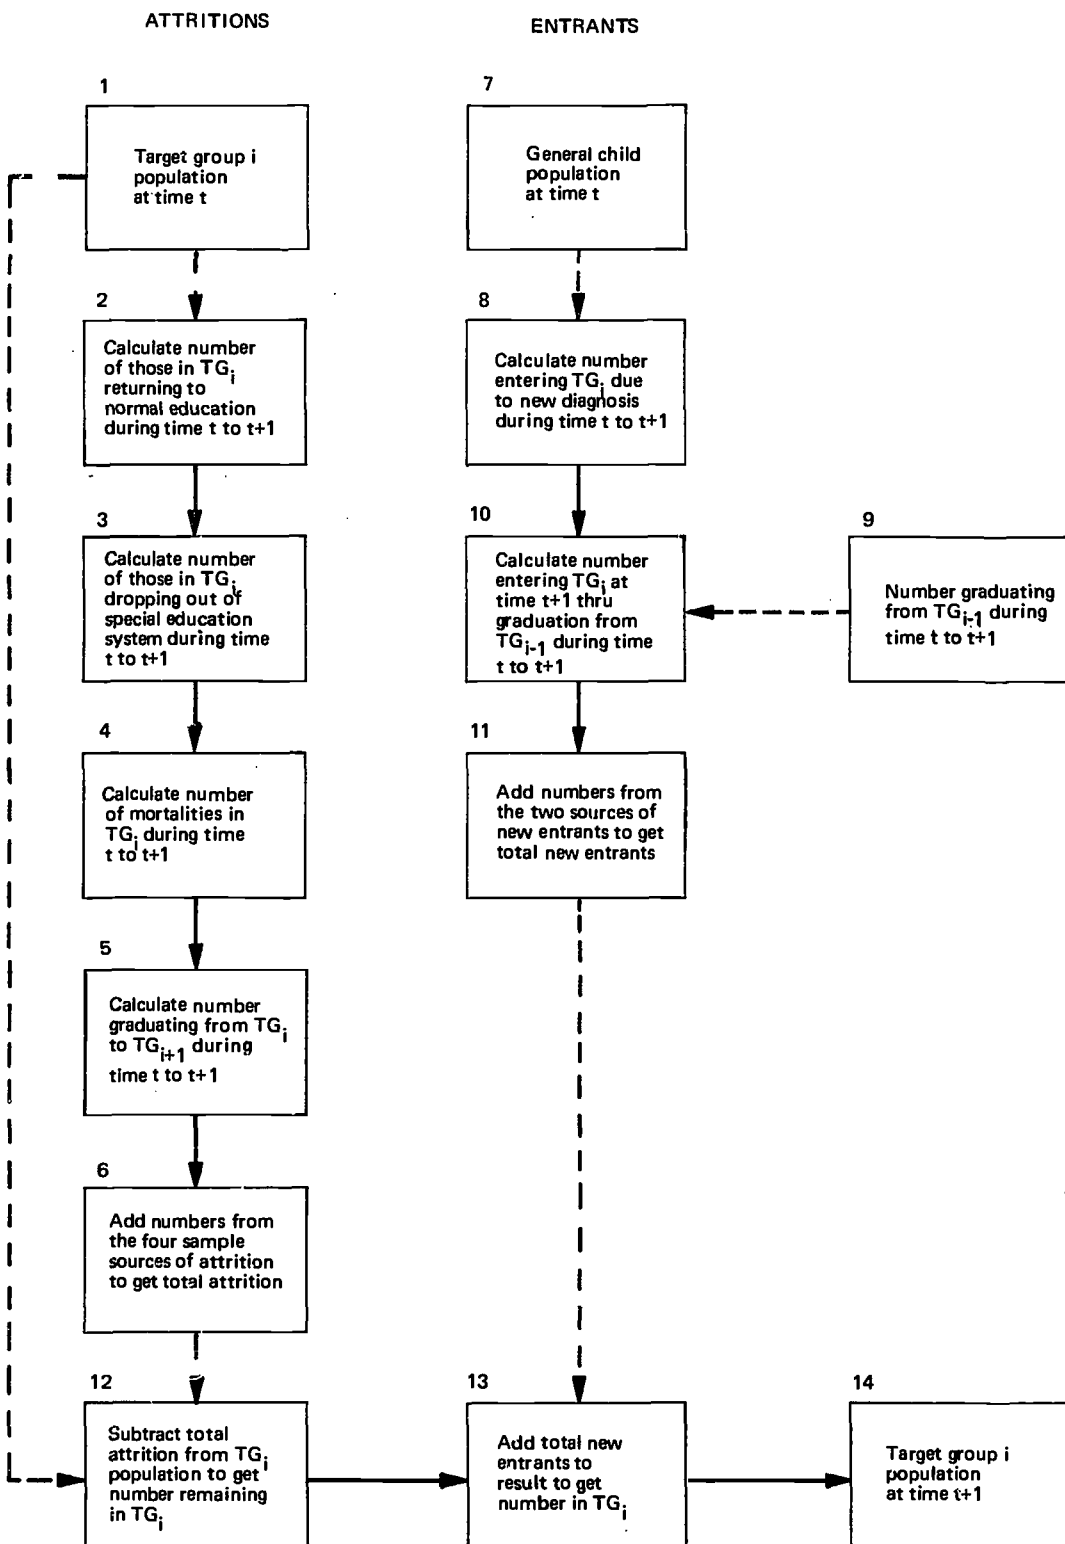 ATTRITIONS
ENTRANTS
1
Target group i
population
at time t
2
Calculate number
of those in TGi
returning to
normal education
during time t to t+1
3
Calculate number
of those in TGi
dropping out of
special education
system during time
t to t+1
4
Calculate number
of mortalities in
TGi during time
t to t+1
5
Calculate number
graduating from TGi
to TGi+1 during
time t to t+1
6
Add numbers from
the four sample
sources of attrition
to get total attrition
7
General child
population
at time t
8
Calculate number
entering TGi due
to new diagnosis
during time t to t+1
10
Calculate number
entering TGi at
time t+1 thru
graduation from
TGi-1 during time
t to t+1
9
Number graduating
from TGi-1 during
time t to t+1
11
Add numbers from
the two sources of
new entrants to get
total new entrants
12
Subtract total
attrition from TGi
population to get
number remaining
in TGi
13
Add total new
entrants to
result to get
number in TGi
14
Target group i
population
at time t+1